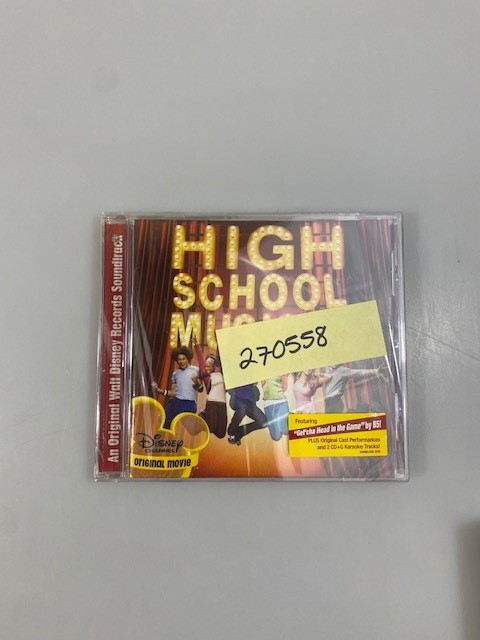 An Original Walt Disney Records Soundtrack
HIGH
SCHOOL
270558
DISNEY
CHANNEL
ORIGINAL MOVIE
Featuring
"Get'cha Head in the Game" by B5!
PLUS Original Cast Performances
and 2 CD+G Karaoke Tracks!